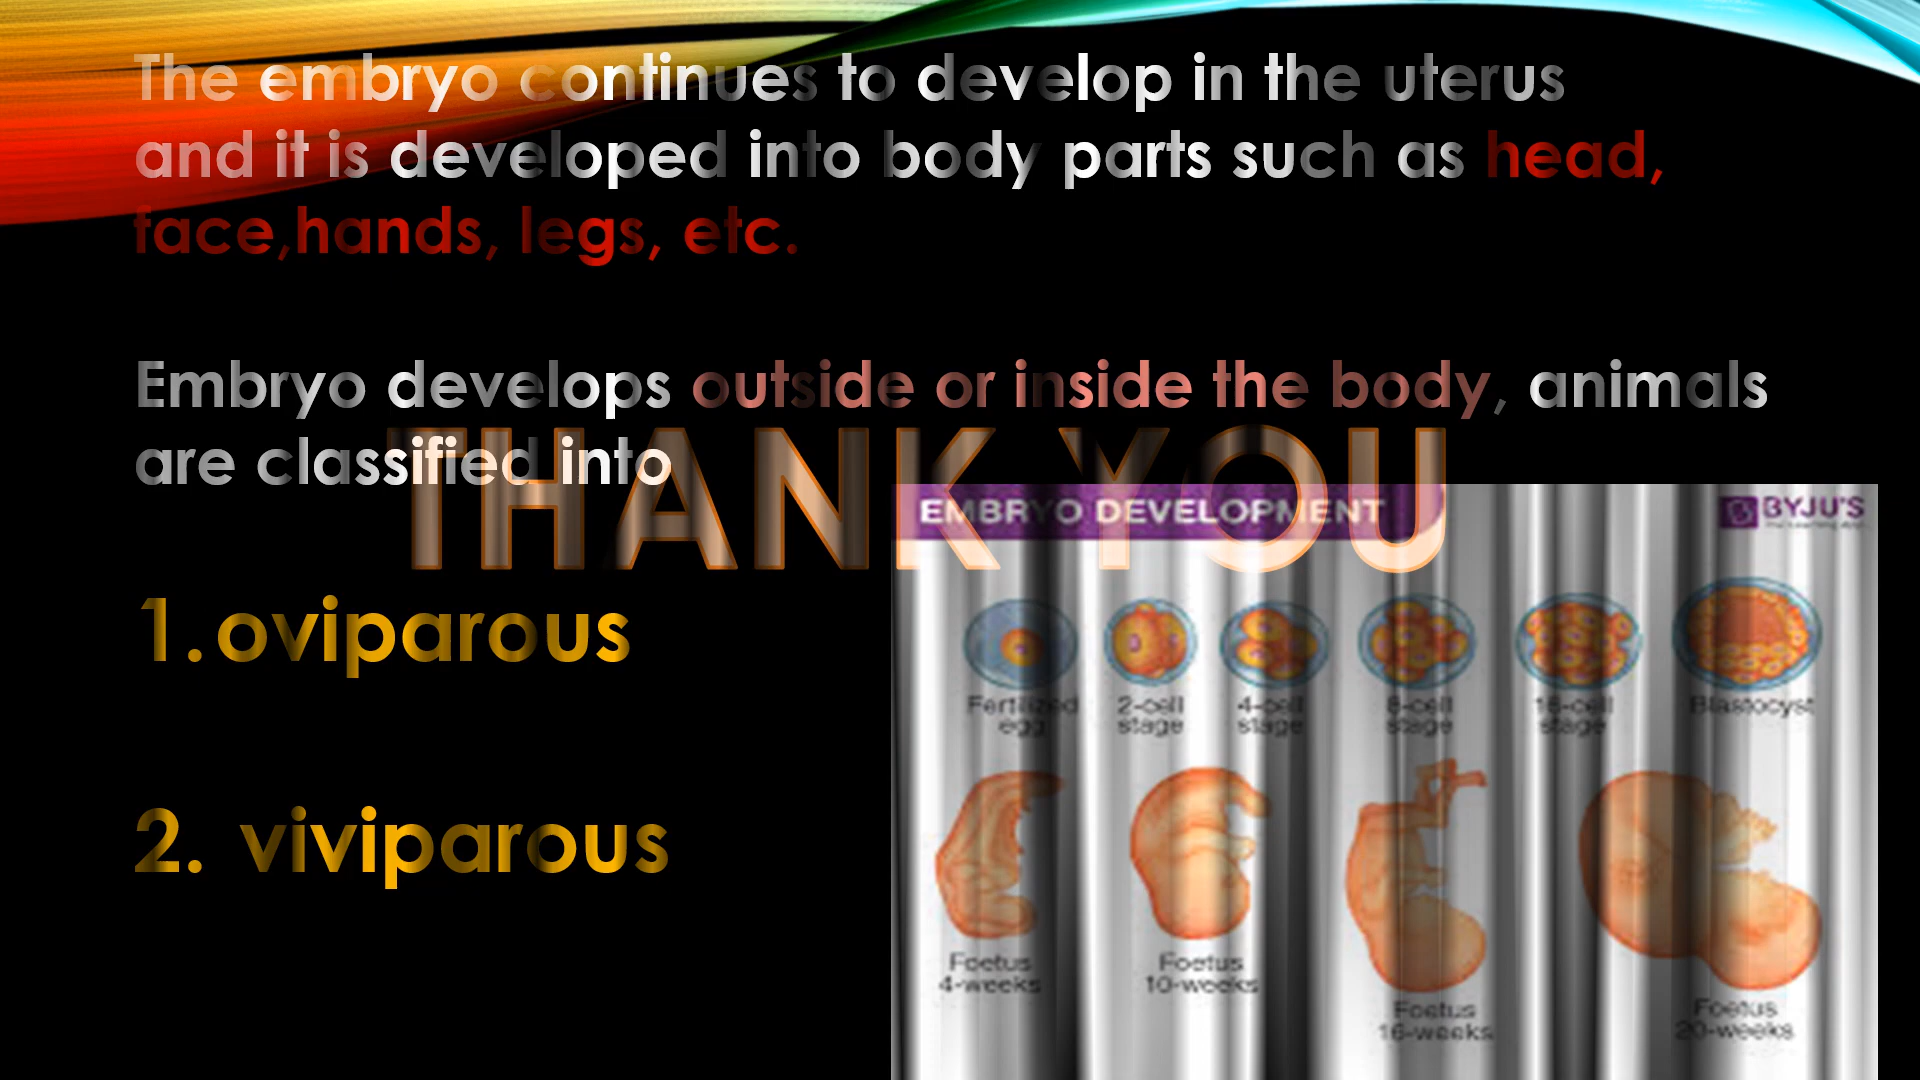 The embryo continues to develop in the uterus
and it is developed into body parts such as head,
face,hands, legs, etc.
Embryo develops outside or inside the body, animals
are classified into
THANK YOU
1. oviparous
2. viviparous
EMBRYO DEVELOPMENT
BYJU'S
Fertilized
egg
2-cell
stage
4-cell
stage
8-cell
stage
16-cell
stage
Blastocyst
Foetus
4-weeks
Foetus
10-weeks
Foetus
16-weeks
Foetus
20-weeks